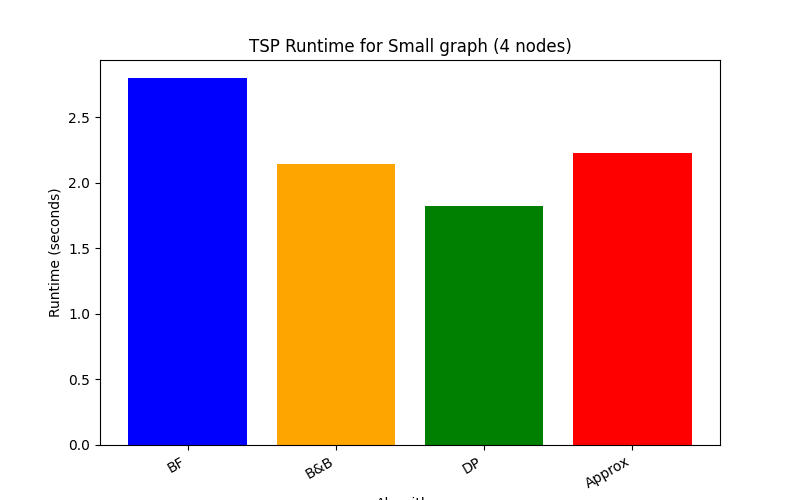 TSP Runtime for Small graph (4 nodes)
Runtime (seconds)
2.5
2.0
1.5
1.0
0.5
0.0
BF
B&B
DP
Approx